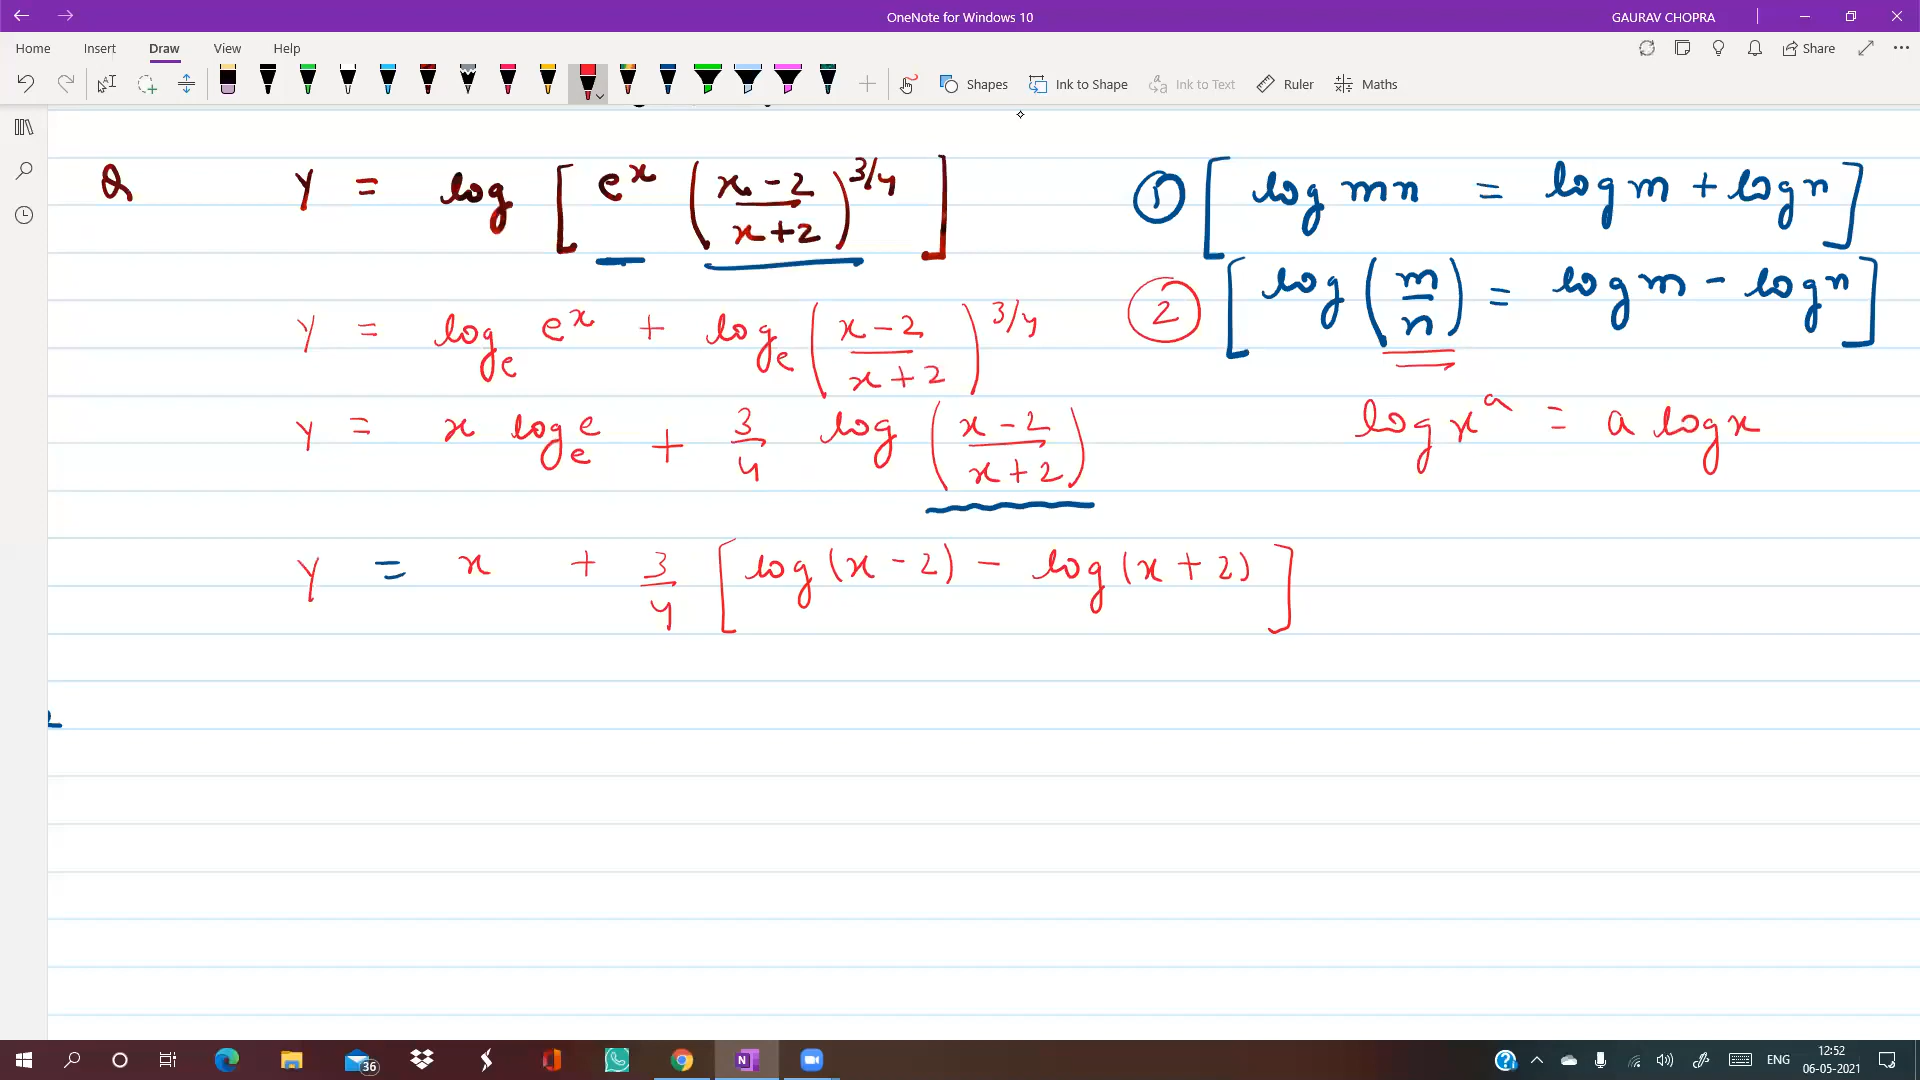 OneNote for Windows 10
GAURAV CHOPRA
Home Insert Draw View Help
Share
Shapes Ink to Shape Ink to Text Ruler Maths
Q y = log [ e^x ( (x-2)/(x+2) )^3/4 ]
① [ log mn = log m + log n ]
② [ log (m/n) = log m - log n ]
y = log_e e^x + log_e ( (x-2)/(x+2) )^3/4
y = x log_e e + 3/4 log ( (x-2)/(x+2) )
log x^a = a log x
y = x + 3/4 [ log(x-2) - log(x+2) ]
36
ENG
12:52
06-05-2021